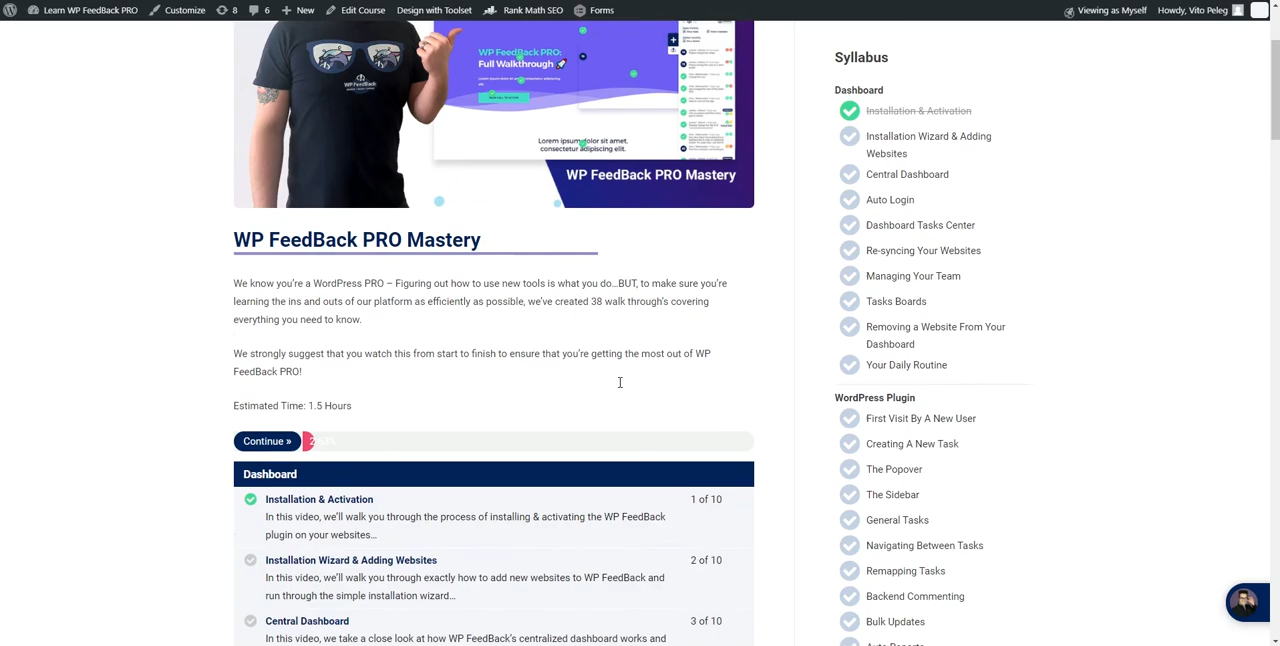 Learn WP FeedBack PRO
Customize
8
6
New
Edit Course
Design with Toolset
Rank Math SEO
Forms
Viewing as Myself
Howdy, Vito Peleg
WP FeedBack
WP FeedBack PRO:
Full Walkthrough 🚀
Lorem ipsum dolor sit amet,
consectetur adipiscing elit.
WP FeedBack PRO Mastery
WP FeedBack PRO Mastery
We know you're a WordPress PRO – Figuring out how to use new tools is what you do...BUT, to make sure you're
learning the ins and outs of our platform as efficiently as possible, we've created 38 walk through's covering
everything you need to know.
We strongly suggest that you watch this from start to finish to ensure that you're getting the most out of WP
FeedBack PRO!
Estimated Time: 1.5 Hours
Continue »
2.63%
Dashboard
Installation & Activation
1 of 10
In this video, we'll walk you through the process of installing & activating the WP FeedBack
plugin on your websites...
Installation Wizard & Adding Websites
2 of 10
In this video, we'll walk you through exactly how to add new websites to WP FeedBack and
run through the simple installation wizard...
Central Dashboard
3 of 10
In this video, we take a close look at how WP FeedBack's centralized dashboard works and
Syllabus
Dashboard
Installation & Activation
Installation Wizard & Adding
Websites
Central Dashboard
Auto Login
Dashboard Tasks Center
Re-syncing Your Websites
Managing Your Team
Tasks Boards
Removing a Website From Your
Dashboard
Your Daily Routine
WordPress Plugin
First Visit By A New User
Creating A New Task
The Popover
The Sidebar
General Tasks
Navigating Between Tasks
Remapping Tasks
Backend Commenting
Bulk Updates
Auto Reports